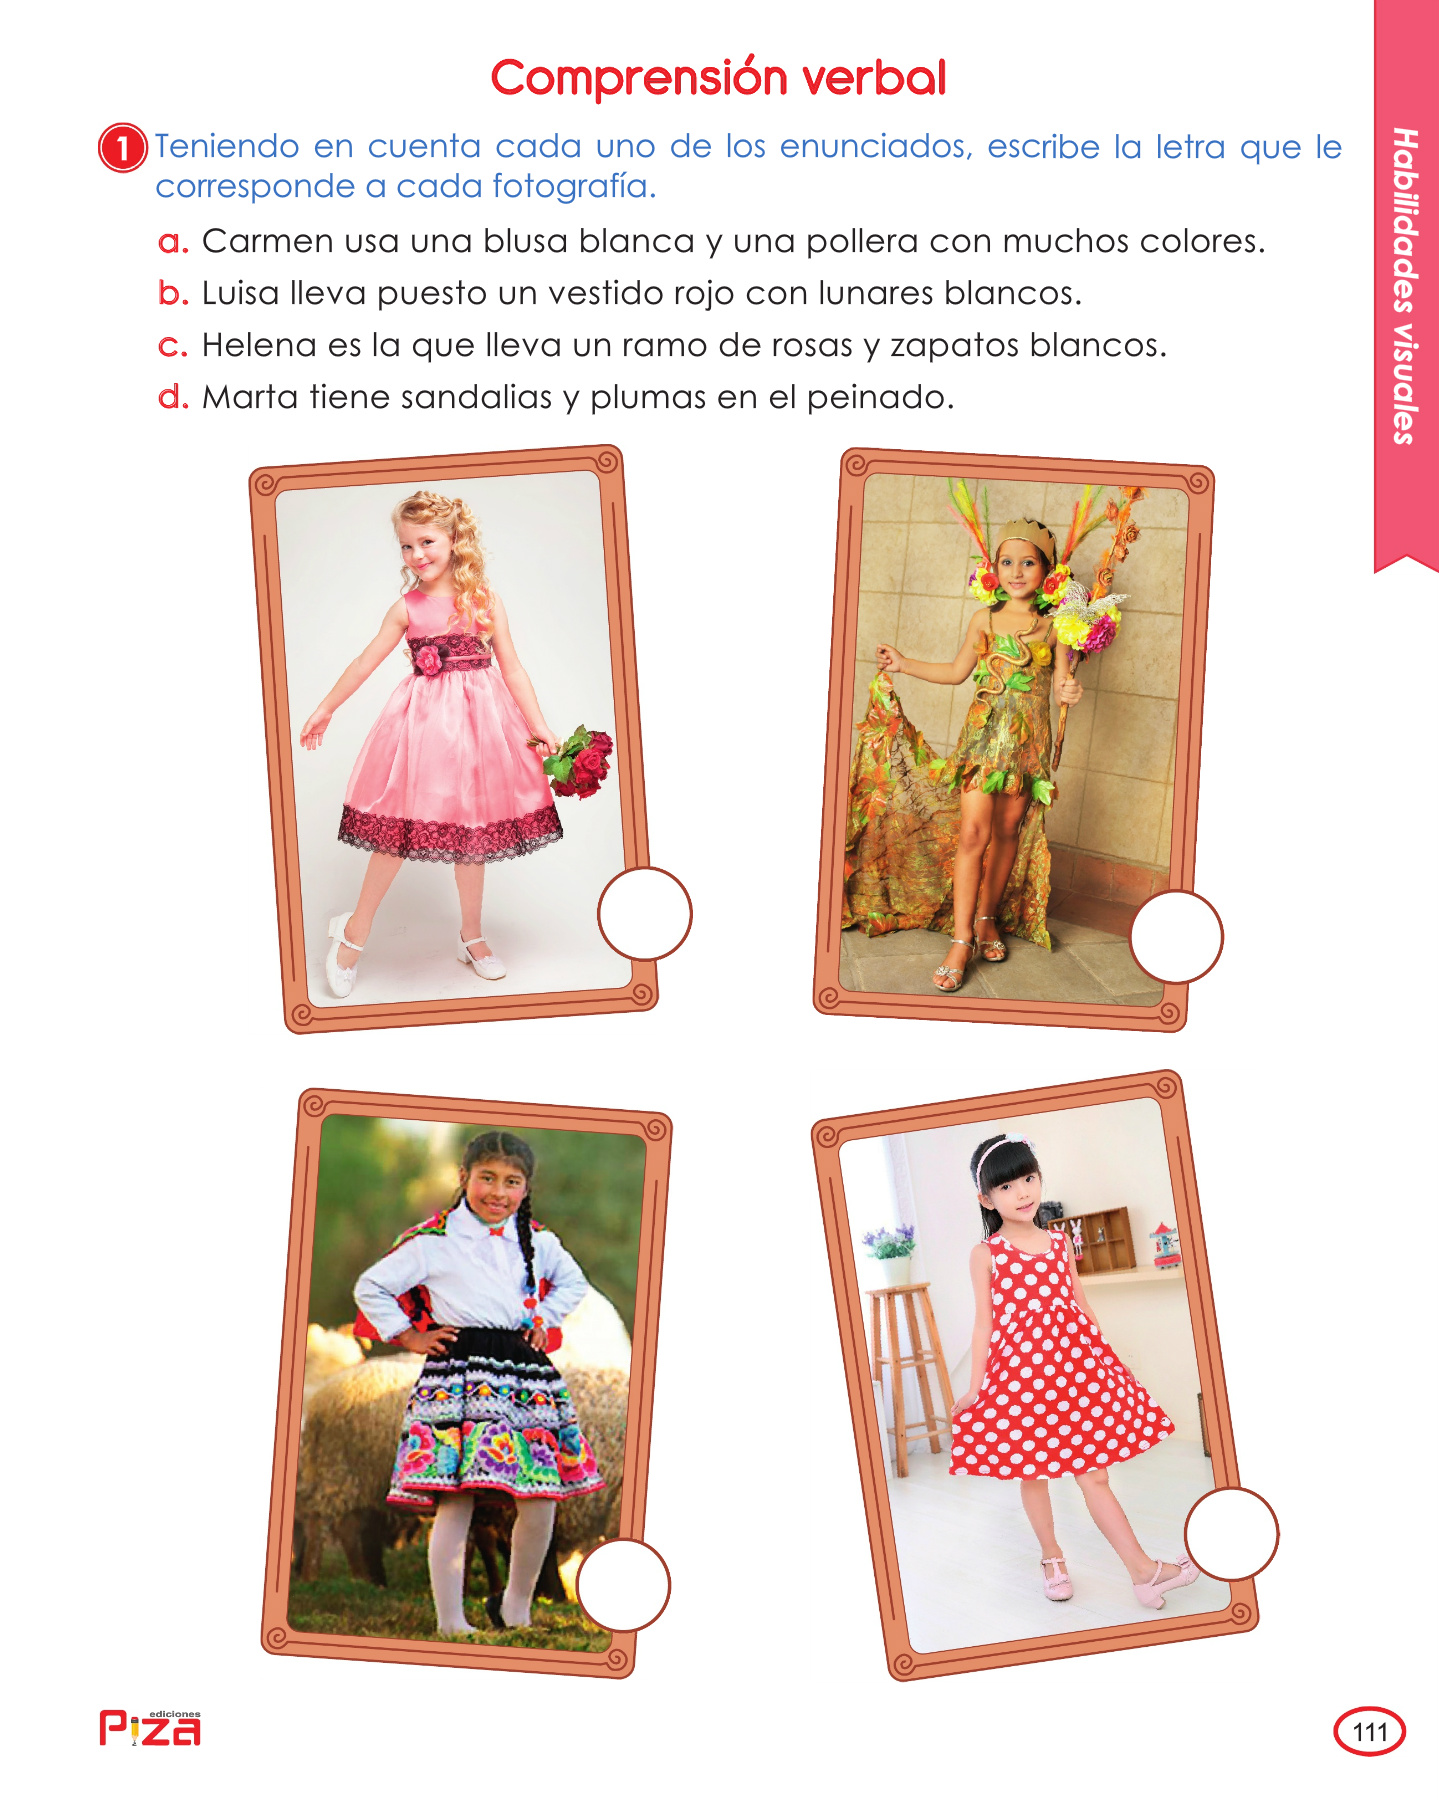 Comprensión verbal
1 Teniendo en cuenta cada uno de los enunciados, escribe la letra que le
corresponde a cada fotografía.
a. Carmen usa una blusa blanca y una pollera con muchos colores.
b. Luisa lleva puesto un vestido rojo con lunares blancos.
c. Helena es la que lleva un ramo de rosas y zapatos blancos.
d. Marta tiene sandalias y plumas en el peinado.
Habilidades visuales
ediciones
Piza
111